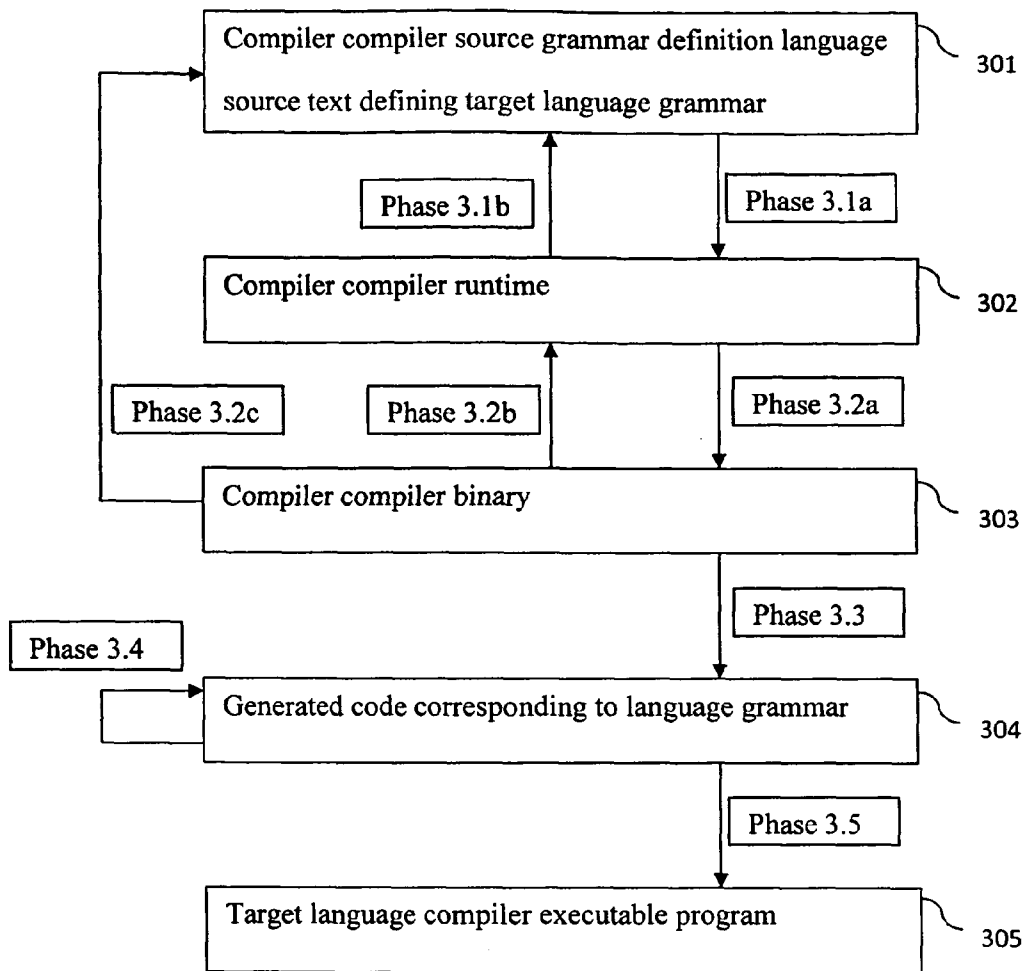 Compiler compiler source grammar definition language
source text defining target language grammar
301
Phase 3.1b
Phase 3.1a
Compiler compiler runtime
302
Phase 3.2c
Phase 3.2b
Phase 3.2a
Compiler compiler binary
303
Phase 3.3
Phase 3.4
Generated code corresponding to language grammar
304
Phase 3.5
Target language compiler executable program
305